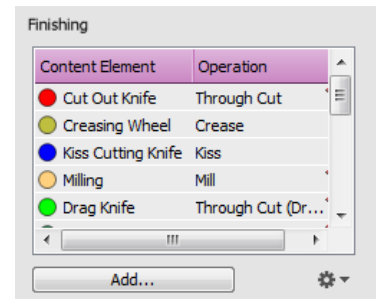 Finishing
Content Element Operation
Cut Out Knife Through Cut
Creasing Wheel Crease
Kiss Cutting Knife Kiss
Milling Mill
Drag Knife Through Cut (Dr...
Add...